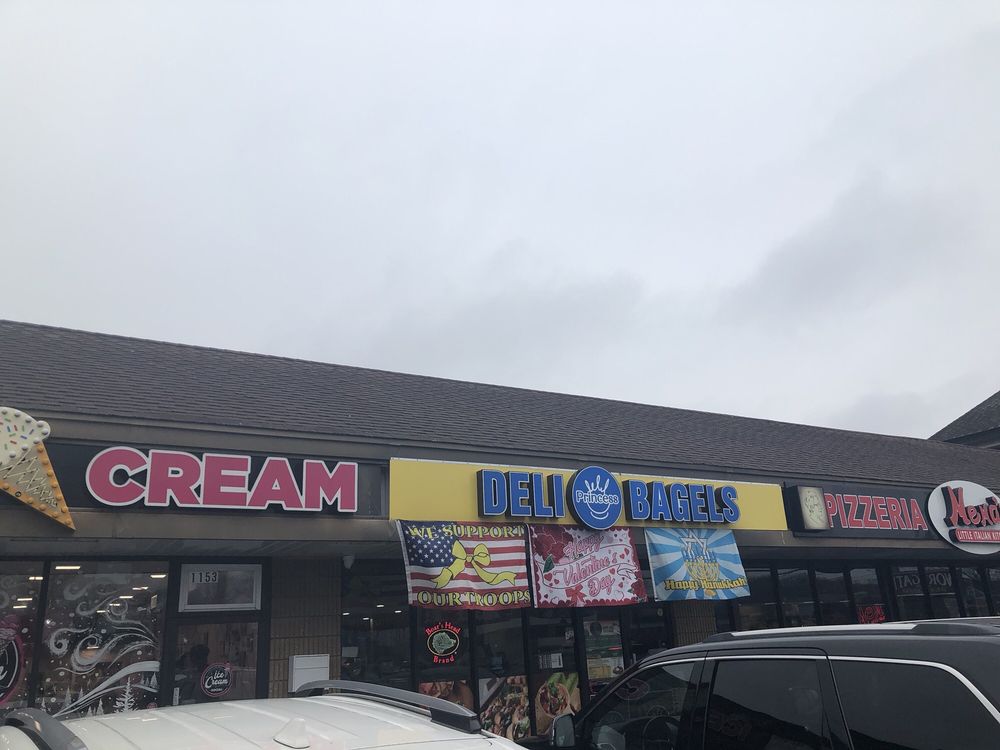 CREAM
DELI Princess BAGELS
PIZZERIA
LITTLE ITALIAN
WE SUPPORT
OUR TROOPS
Happy
Valentine's
Day
Happy Hanukkah
1153
Boar's Head
Brand
Ice
Cream